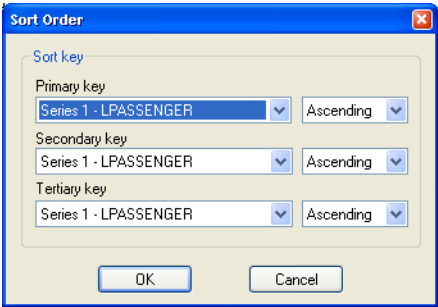 Sort Order
Sort key
Primary key
Series 1 - LPASSENGER Ascending
Secondary key
Series 1 - LPASSENGER Ascending
Tertiary key
Series 1 - LPASSENGER Ascending
OK Cancel